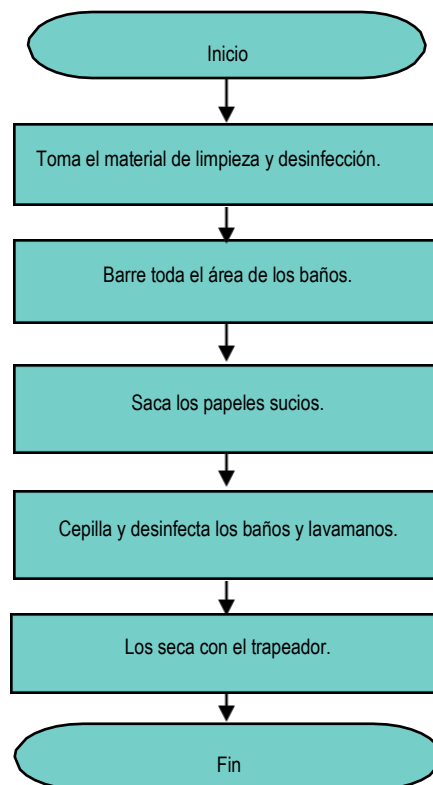 Inicio
Toma el material de limpieza y desinfección.
Barre toda el área de los baños.
Saca los papeles sucios.
Cepilla y desinfecta los baños y lavamanos.
Los seca con el trapeador.
Fin